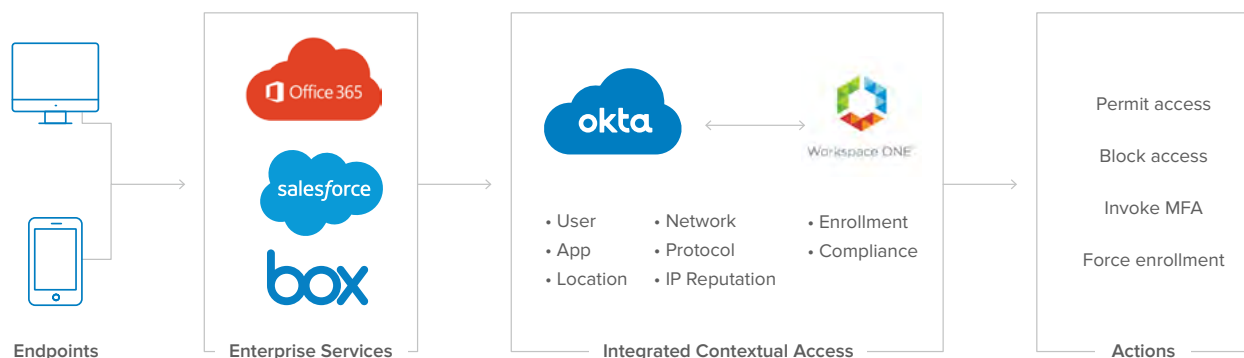 Office 365
salesforce
box
okta
Workspace ONE
• User
• App
• Location
• Network
• Protocol
• IP Reputation
• Enrollment
• Compliance
Permit access
Block access
Invoke MFA
Force enrollment
Endpoints
Enterprise Services
Integrated Contextual Access
Actions